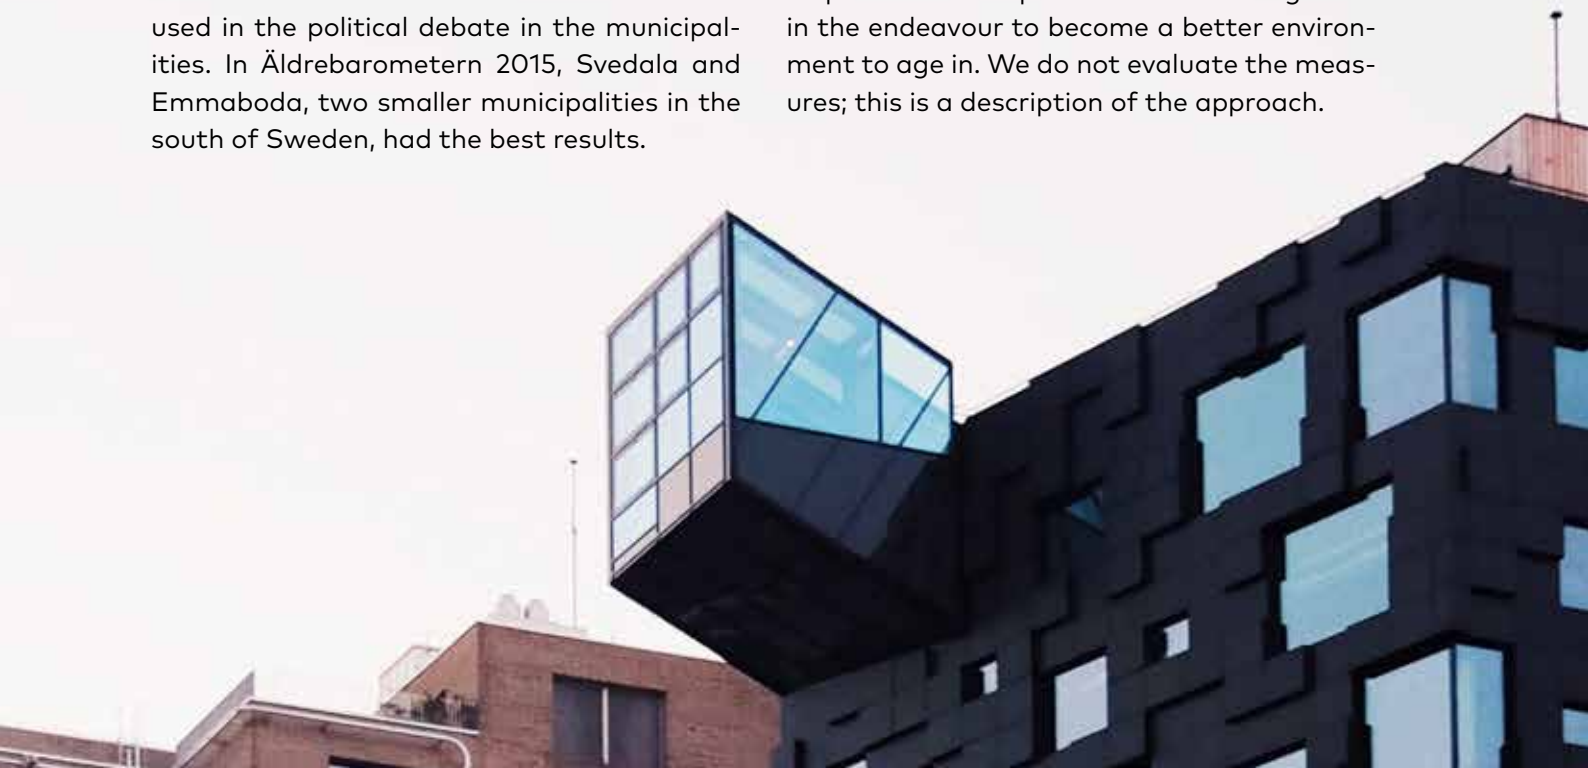 used in the political debate in the municipal-
ities. In Äldrebarometern 2015, Svedala and
Emmaboda, two smaller municipalities in the
south of Sweden, had the best results.
in the endeavour to become a better environ-
ment to age in. We do not evaluate the meas-
ures; this is a description of the approach.